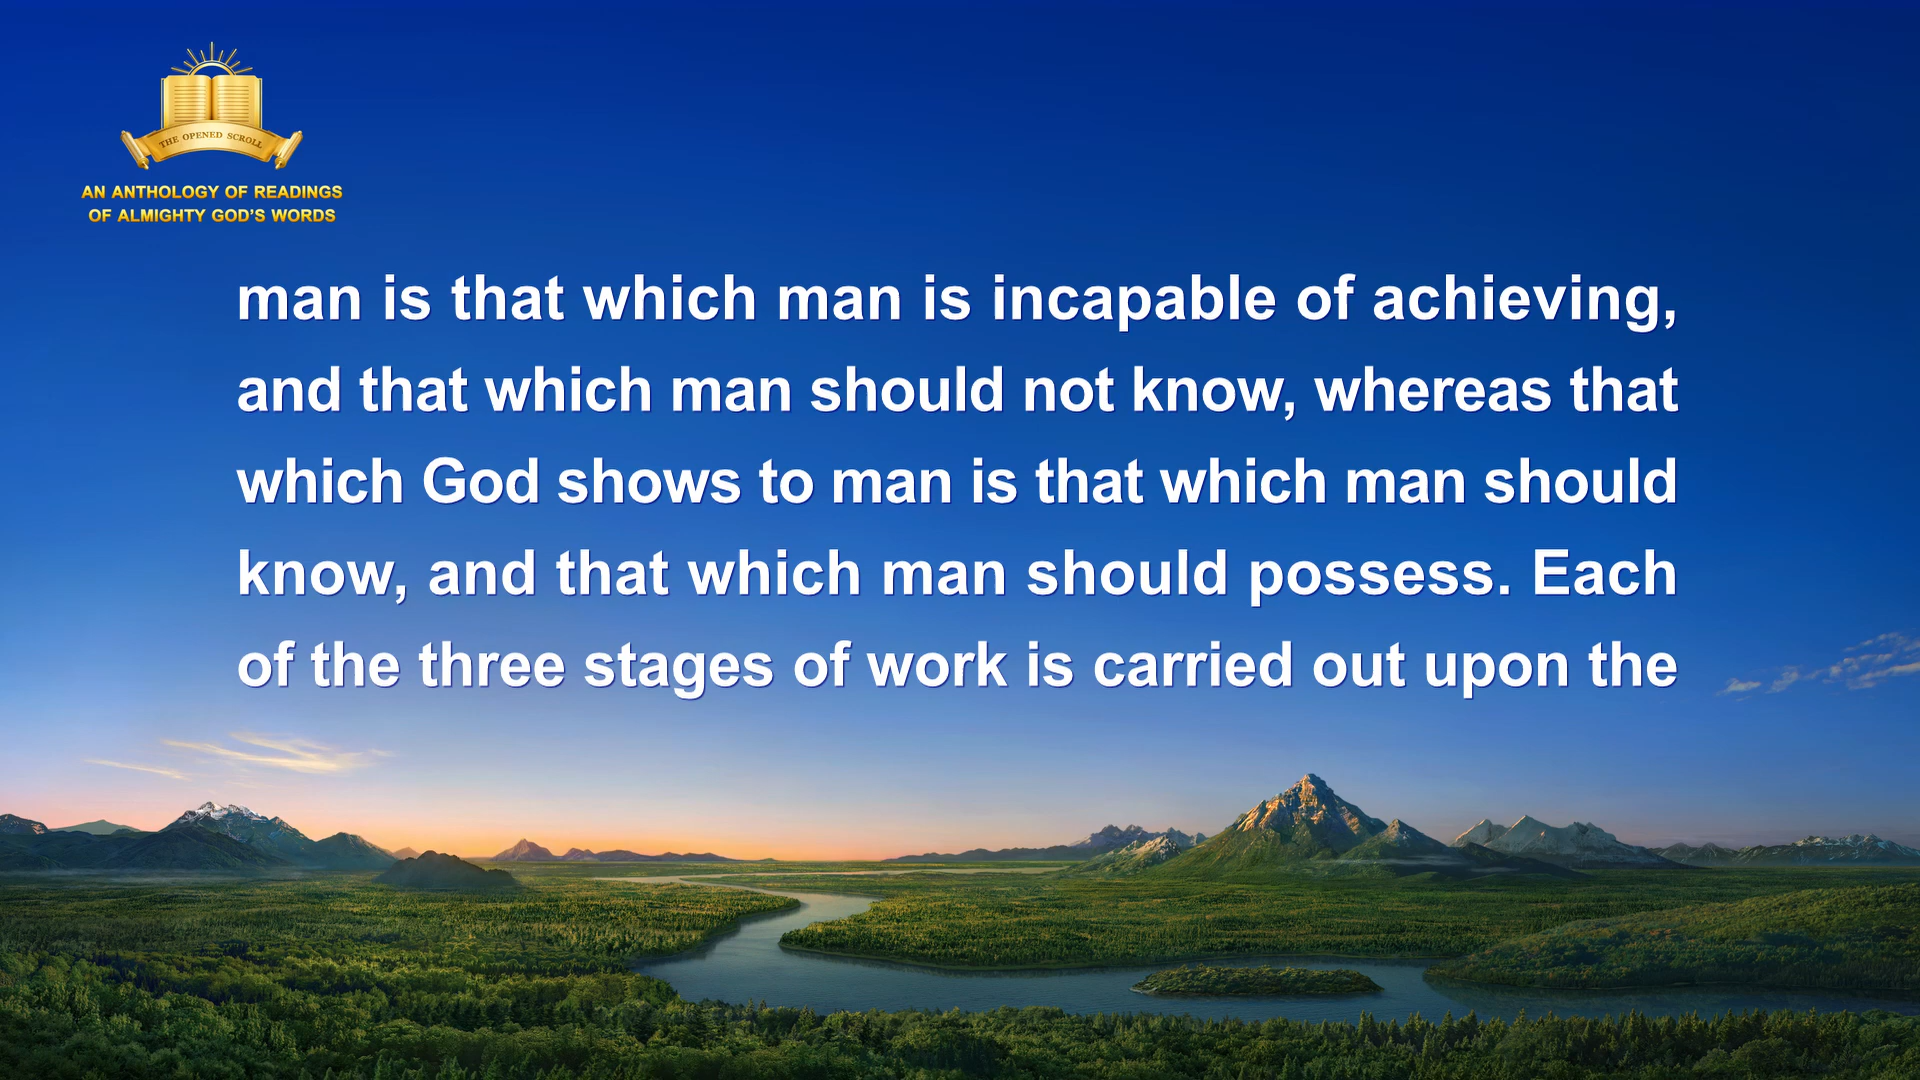 THE OPENED SCROLL
AN ANTHOLOGY OF READINGS
OF ALMIGHTY GOD'S WORDS
man is that which man is incapable of achieving,
and that which man should not know, whereas that
which God shows to man is that which man should
know, and that which man should possess. Each
of the three stages of work is carried out upon the